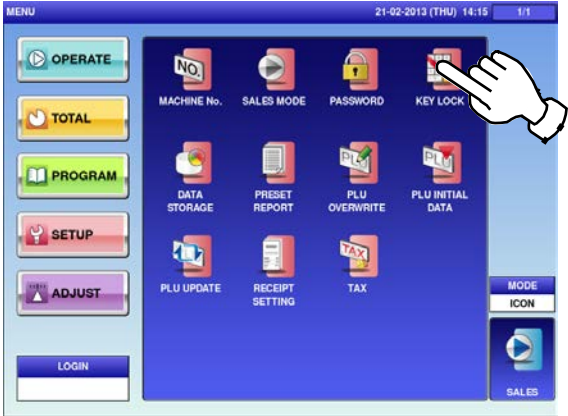 MENU
21-02-2013 (THU) 14:15
1/1
OPERATE
TOTAL
PROGRAM
SETUP
ADJUST
LOGIN
NO.
MACHINE No.
SALES MODE
PASSWORD
KEY LOCK
DATA
STORAGE
PRESET
REPORT
PLU
PLU
OVERWRITE
PLU
PLU INITIAL
DATA
PLU UPDATE
RECEIPT
SETTING
TAX
TAX
MODE
ICON
SALES